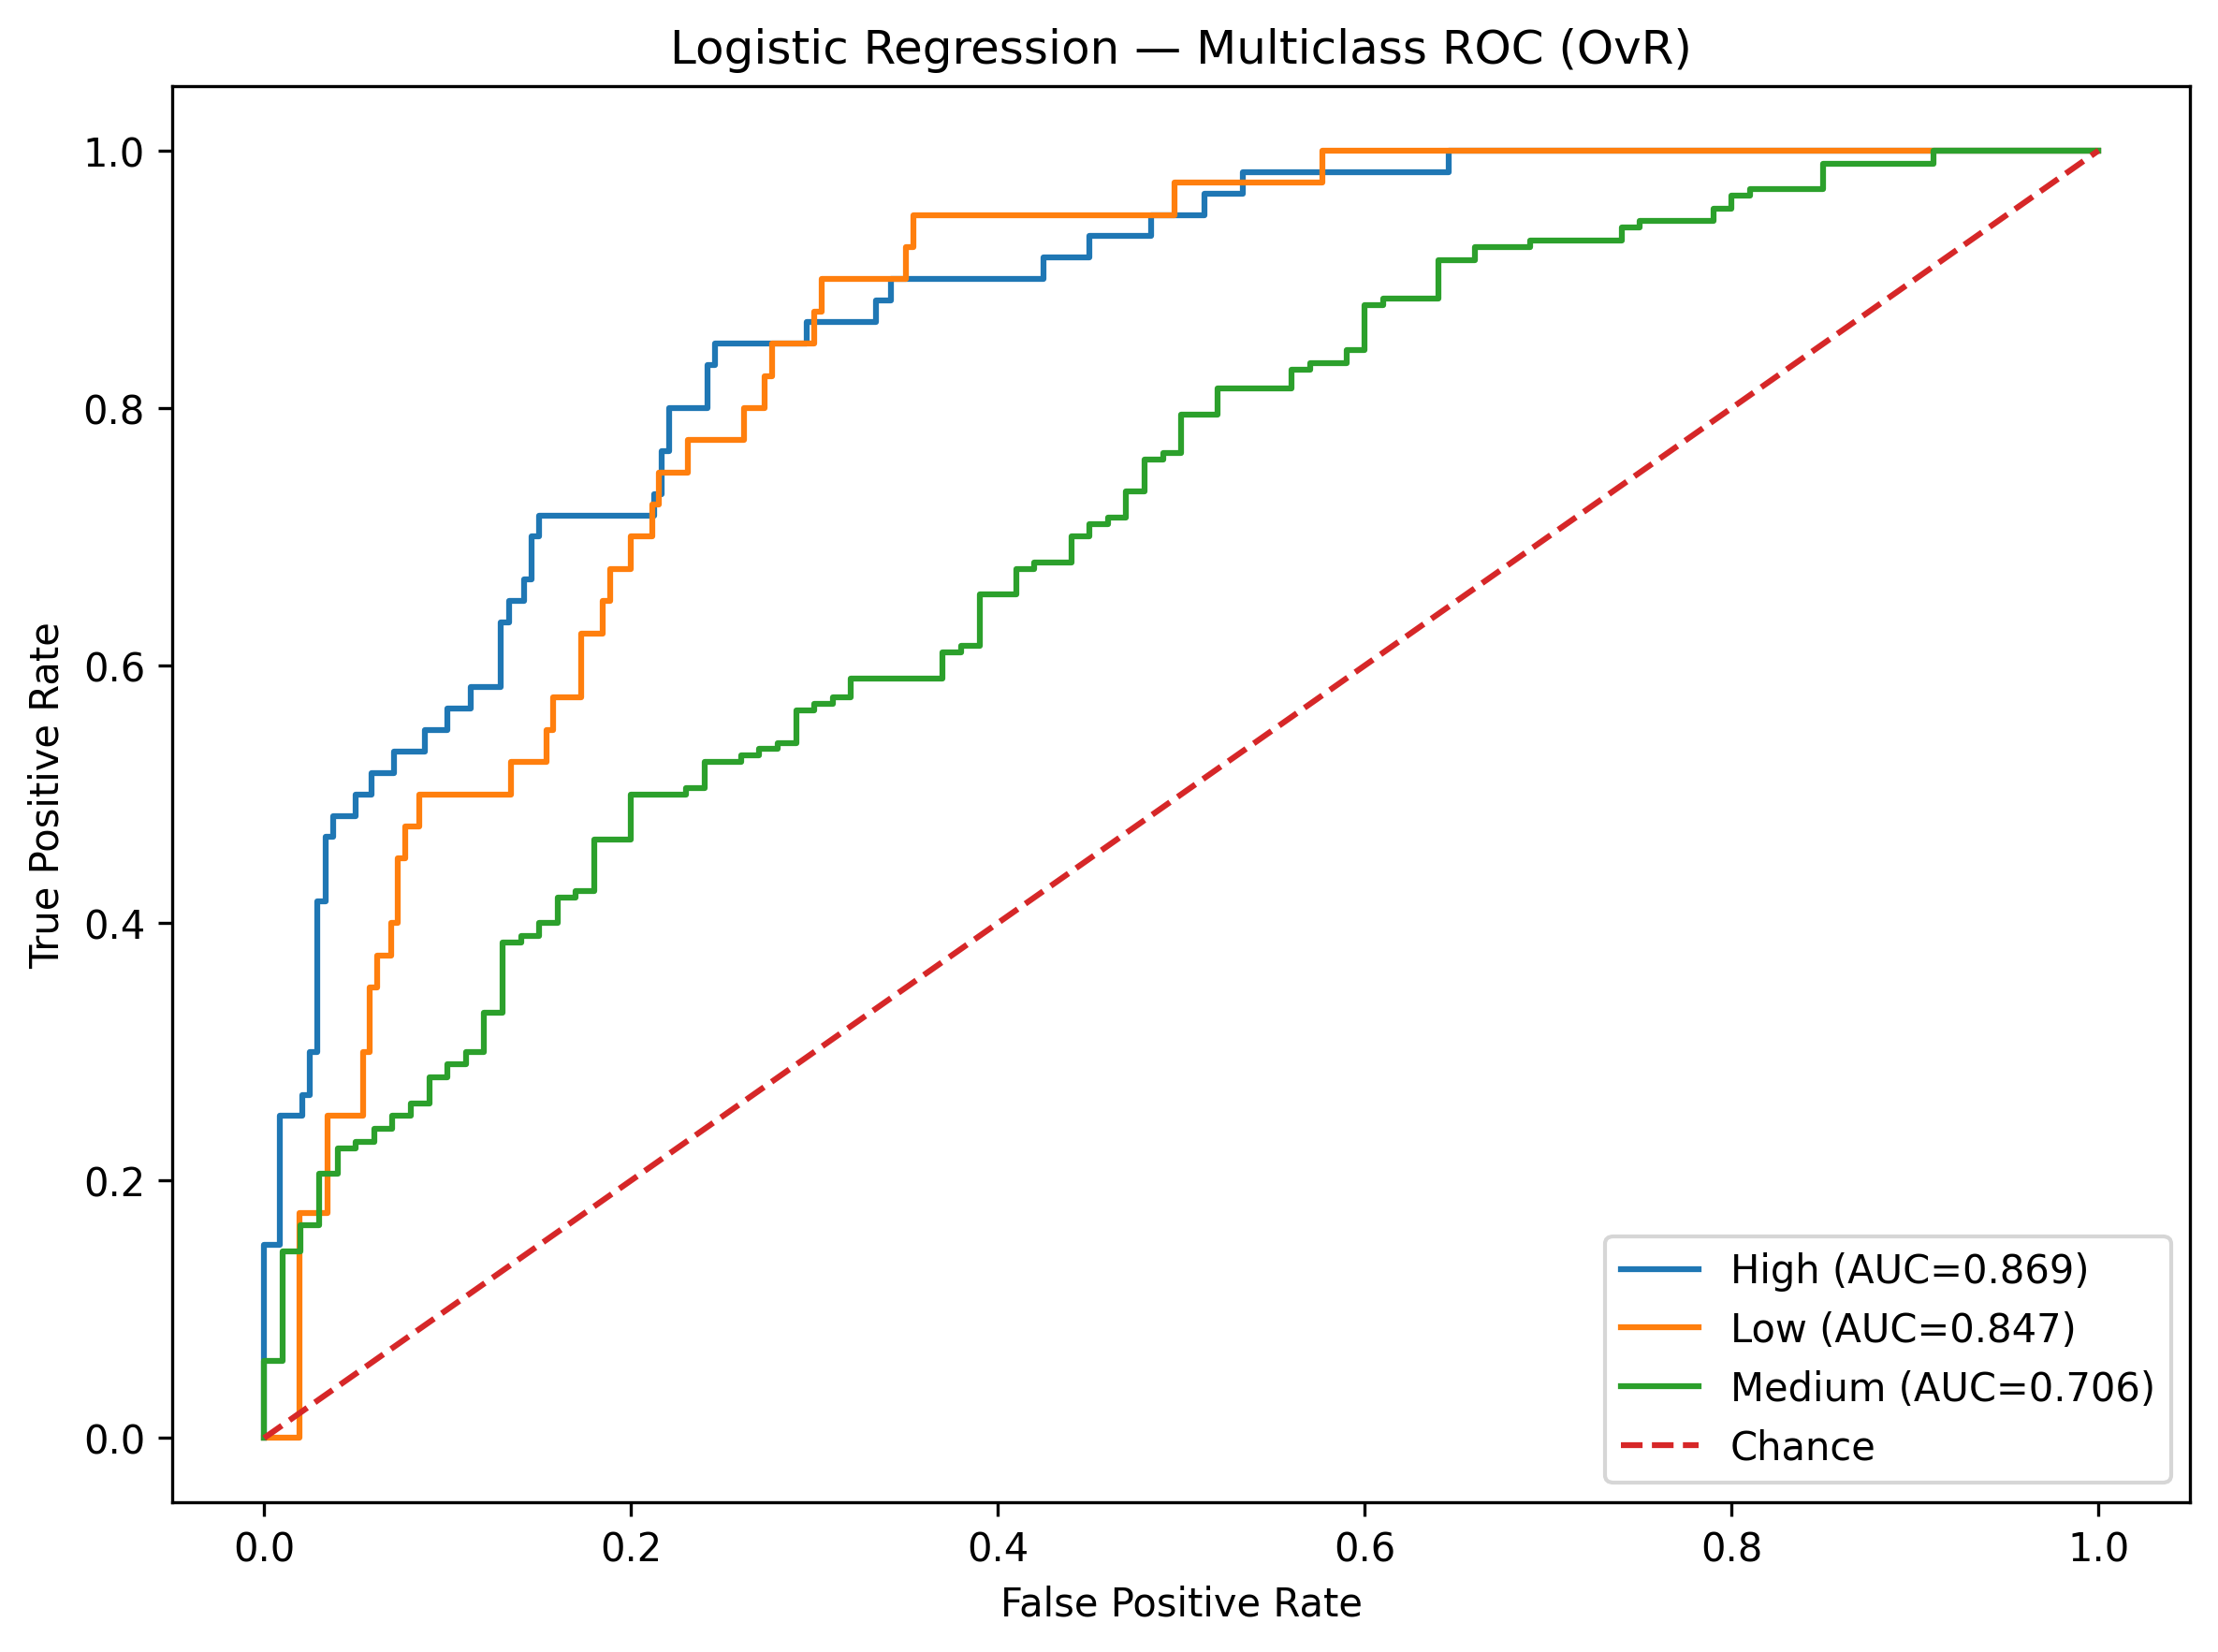 Logistic Regression — Multiclass ROC (OvR)
1.0
0.8
0.6
0.4
0.2
0.0
True Positive Rate
High (AUC=0.869)
Low (AUC=0.847)
Medium (AUC=0.706)
Chance
0.0 0.2 0.4 0.6 0.8 1.0
False Positive Rate